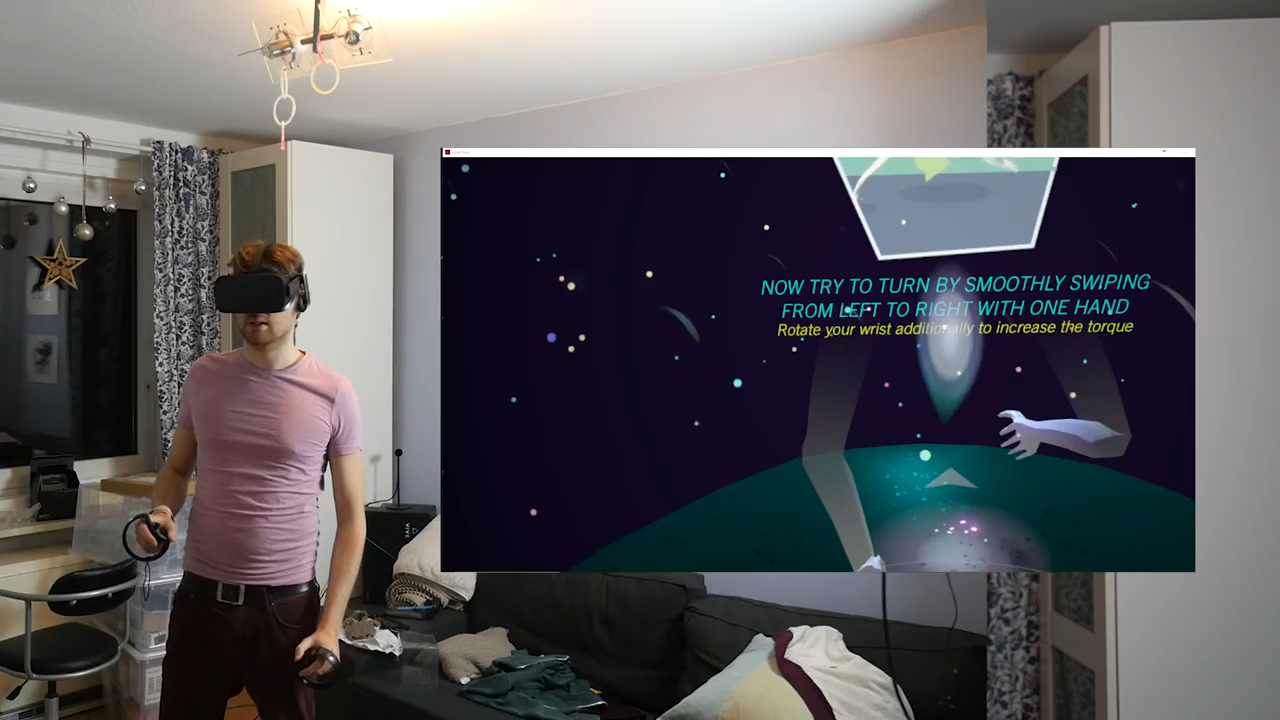 NOW TRY TO TURN BY SMOOTHLY SWIPING
FROM LEFT TO RIGHT WITH ONE HAND
Rotate your wrist additionally to increase the torque
VIVE